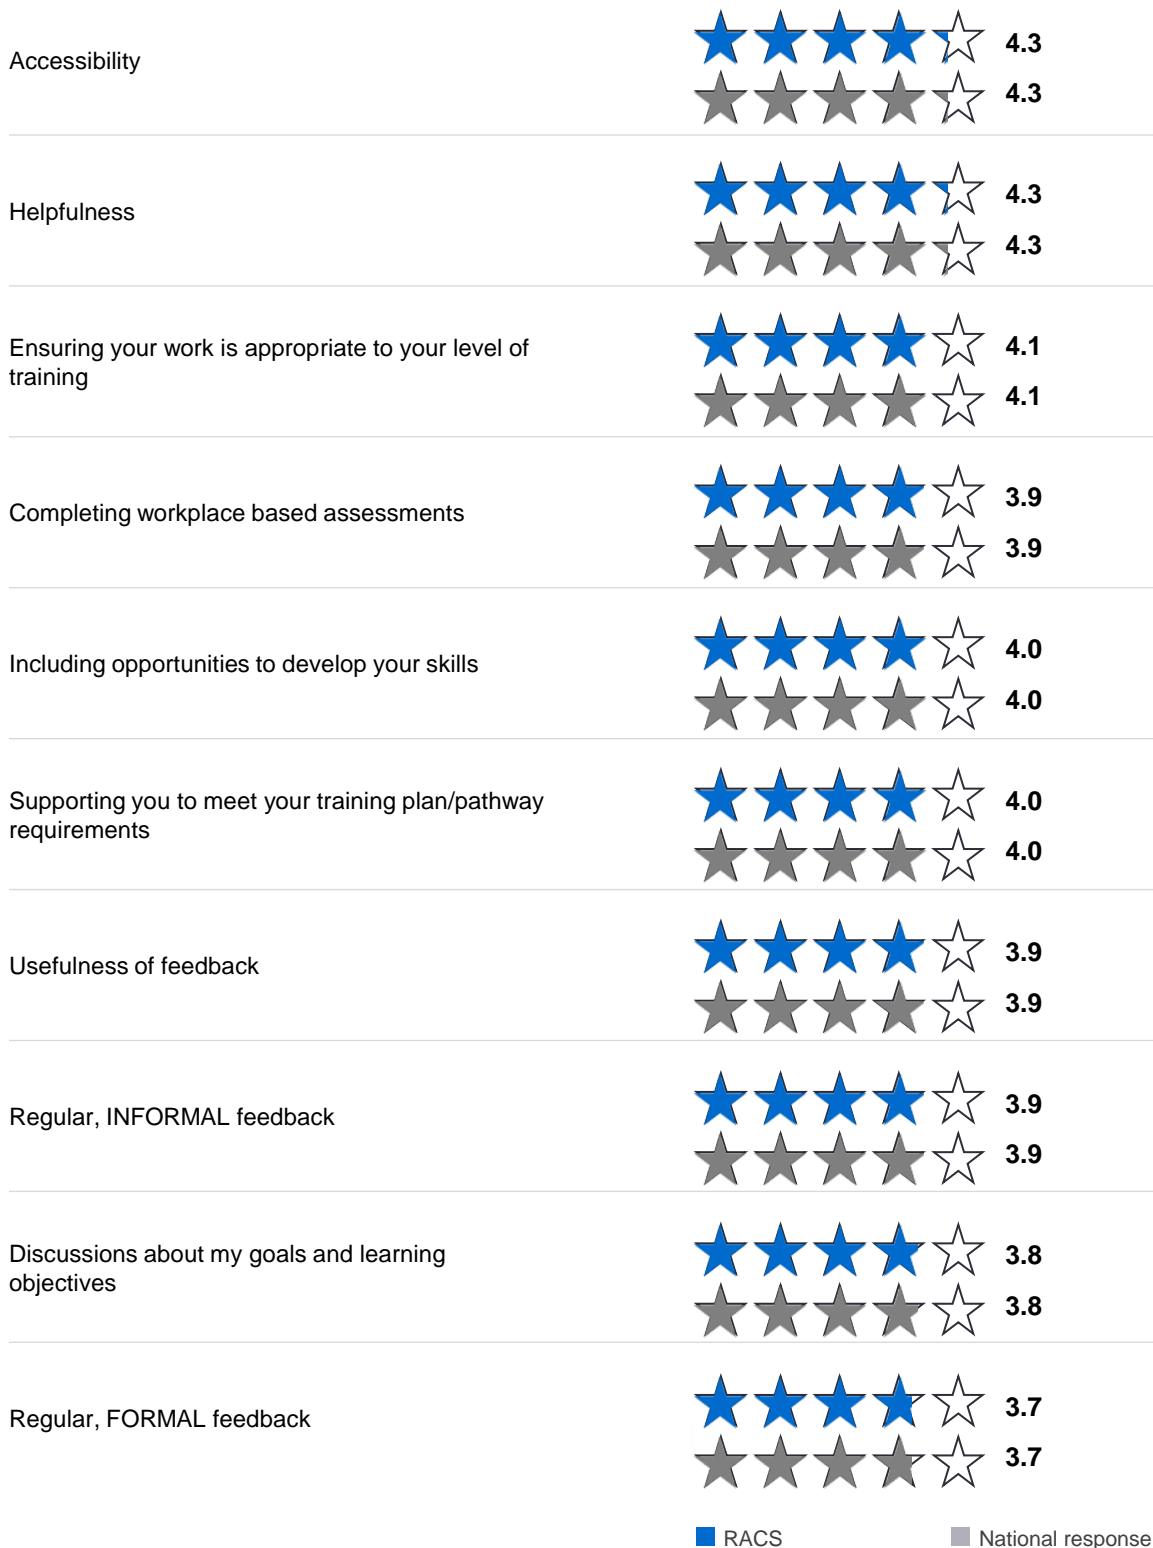 Accessibility
4.3
4.3
Helpfulness
4.3
4.3
Ensuring your work is appropriate to your level of
training
4.1
4.1
Completing workplace based assessments
3.9
3.9
Including opportunities to develop your skills
4.0
4.0
Supporting you to meet your training plan/pathway
requirements
4.0
4.0
Usefulness of feedback
3.9
3.9
Regular, INFORMAL feedback
3.9
3.9
Discussions about my goals and learning
objectives
3.8
3.8
Regular, FORMAL feedback
3.7
3.7
RACS National response